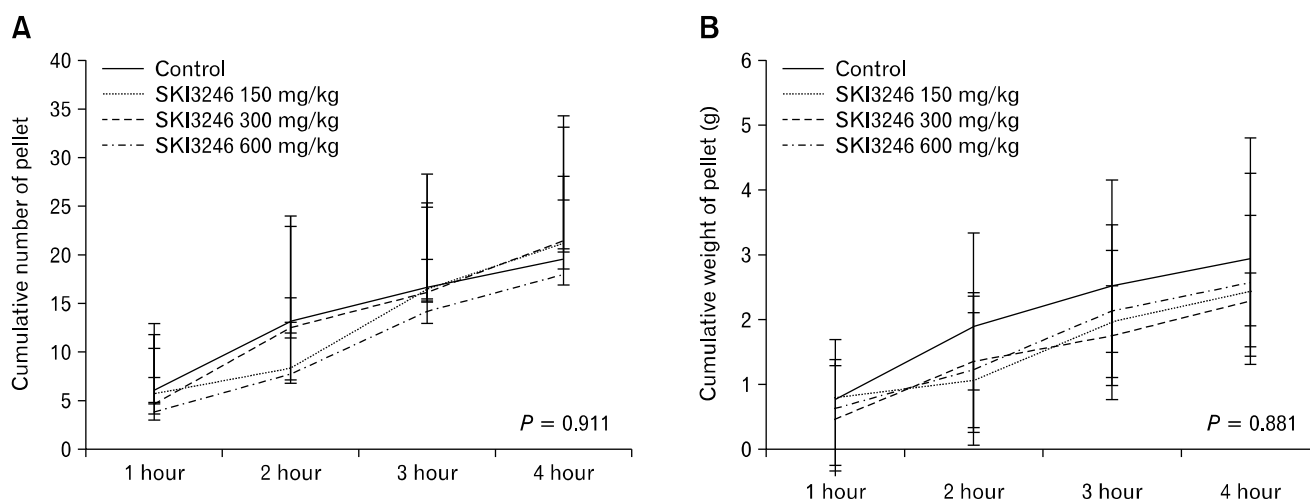 A
Cumulative number of pellet
40
35
30
25
20
15
10
5
0
Control
SKI3246 150 mg/kg
SKI3246 300 mg/kg
SKI3246 600 mg/kg
P = 0.911
1 hour 2 hour 3 hour 4 hour
B
Cumulative weight of pellet (g)
6
5
4
3
2
1
0
Control
SKI3246 150 mg/kg
SKI3246 300 mg/kg
SKI3246 600 mg/kg
P = 0.881
1 hour 2 hour 3 hour 4 hour